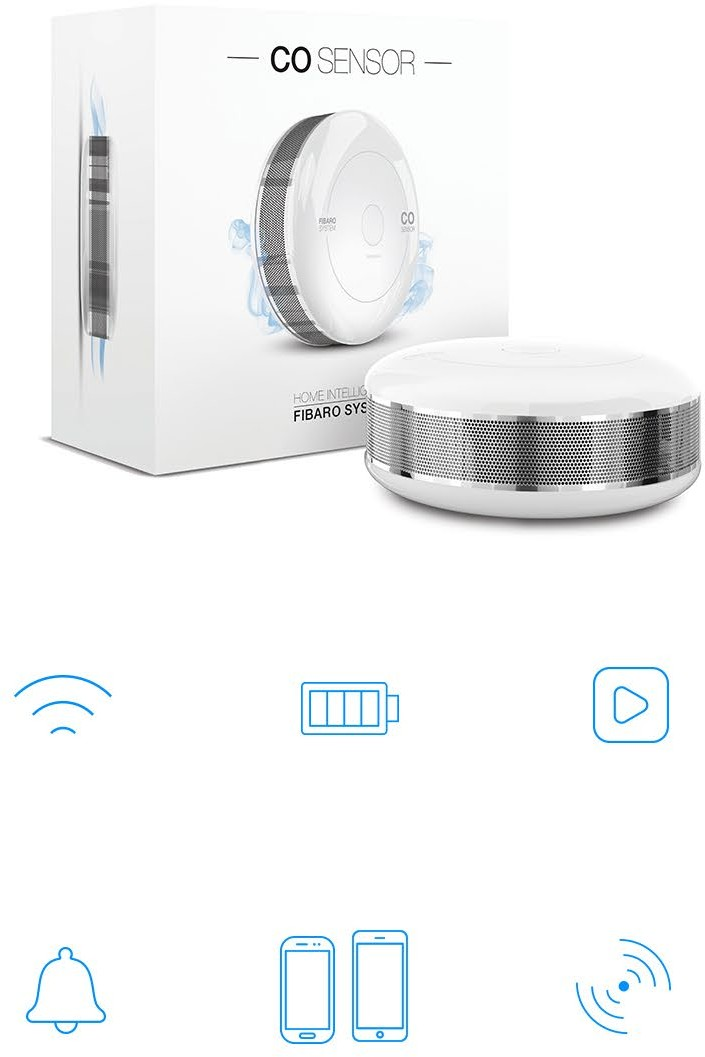 CO SENSOR
FIBARO
SYSTEM
CO
SENSOR
HOME INTELLIG
FIBARO SYS